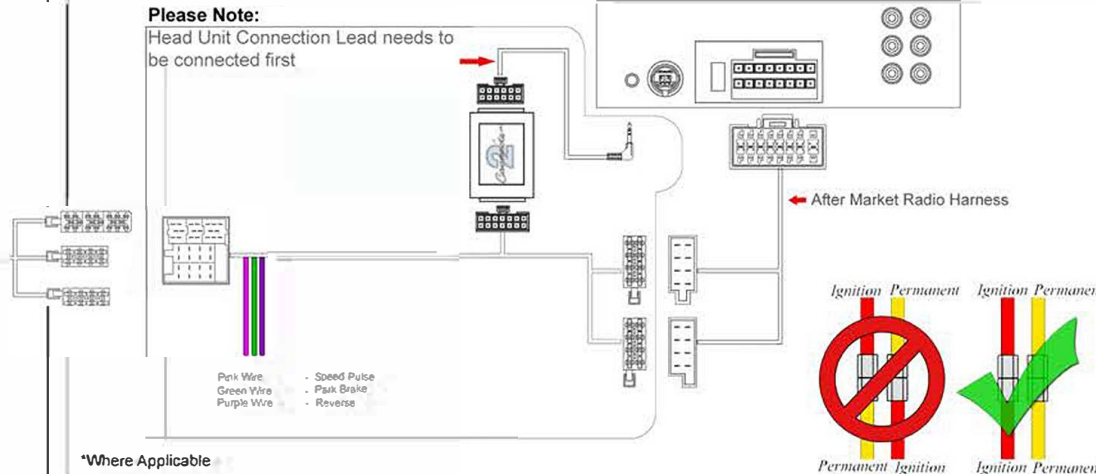 Please Note:
Head Unit Connection Lead needs to
be connected first
After Market Radio Harness
Ignition Permanent Ignition Permanent
Pink Wire - Speed Pulse
Green Wire - Park Brake
Purple Wire - Reverse
*Where Applicable
Permanent Ignition Ignition Permanent